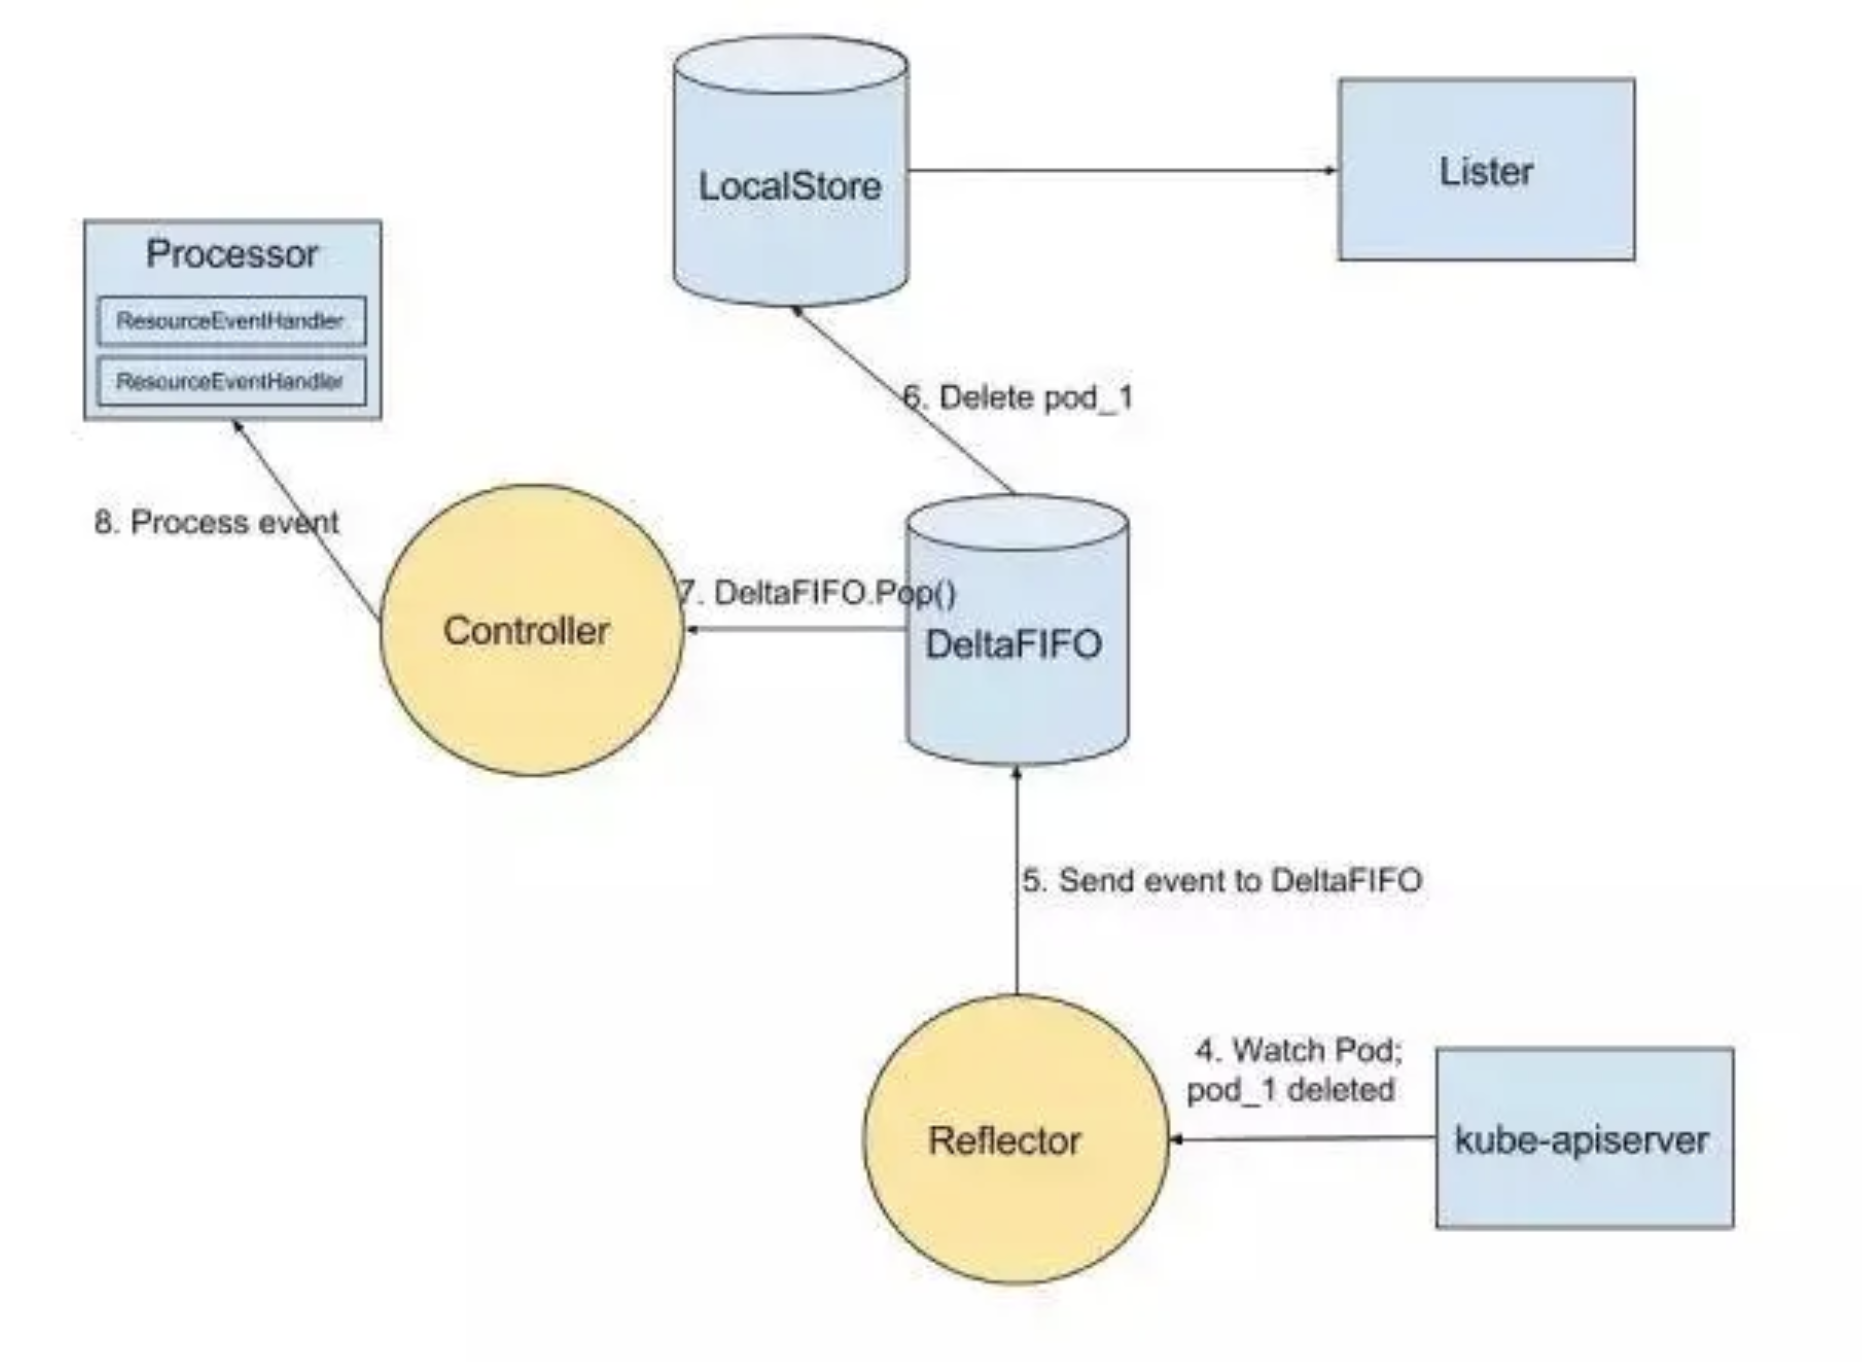 LocalStore
Lister
Processor
ResourceEventHandler
ResourceEventHandler
6. Delete pod_1
8. Process event
7. DeltaFIFO.Pop()
Controller
DeltaFIFO
5. Send event to DeltaFIFO
4. Watch Pod;
pod_1 deleted
Reflector
kube-apiserver